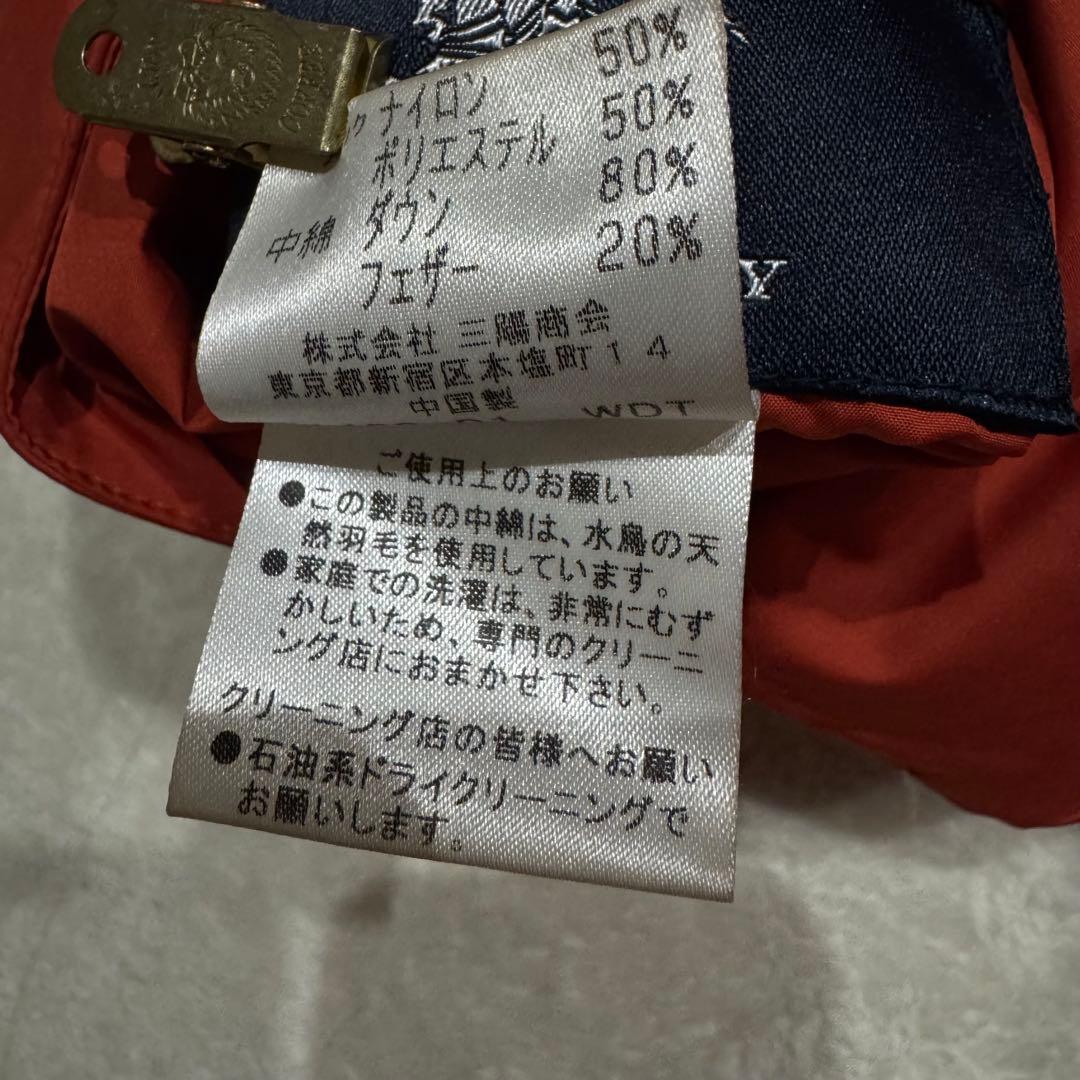 ナイロン 50%
ポリエステル 50%
中綿 ダウン 80%
フェザー 20%
株式会社 三陽商会
東京都新宿区本塩町14
中国製 WDT
ご使用上のお願い
●この製品の中綿は、水鳥の天
然羽毛を使用しています。
●家庭での洗濯は、非常にむず
かしいため、専門のクリーニ
ング店におまかせ下さい。
クリーニング店の皆様へお願い
●石油系ドライクリーニングで
お願いします。
Y